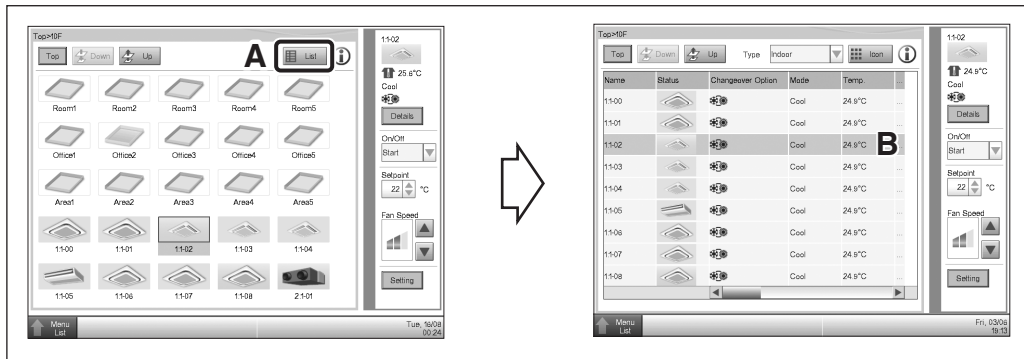 Top>10F
Top Down Up A List
Room1 Room2 Room3 Room4 Room5
Office1 Office2 Office3 Office4 Office5
Area1 Area2 Area3 Area4 Area5
1:1-00 1:1-01 1:1-02 1:1-03 1:1-04
1:1-05 1:1-06 1:1-07 1:1-08 2:1-01
1:1-02
25.6°C
Cool
Details
On/Off
Start
Setpoint
22 °C
Fan Speed
Setting
Menu
List
Tue, 16/08
00:24
Top>10F
Top Down Up Type Indoor Icon
Name Status Changeover Option Mode Temp. ...
1:1-00 Cool 24.9°C ...
1:1-01 Cool 24.9°C ...
1:1-02 Cool 24.9°C B
1:1-03 Cool 24.9°C ...
1:1-04 Cool 24.9°C ...
1:1-05 Cool 24.9°C ...
1:1-06 Cool 24.9°C ...
1:1-07 Cool 24.9°C ...
1:1-08 Cool 24.9°C ...
1:1-02
24.9°C
Cool
Details
On/Off
Start
Setpoint
22 °C
Fan Speed
Setting
Menu
List
Fri, 03/06
19:13